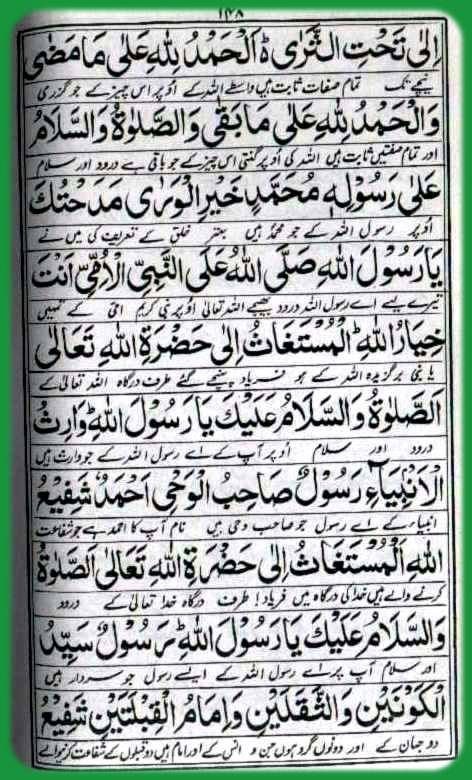 ۱۴۸
اِلٰی تَحْتِ الثَّرٰی ؕ اَلْحَمْدُ لِلّٰهِ عَلٰی مَا مَضٰی
نیچے تک تمام صفات ثابت ہیں واسطے اللہ کے اوپر اس چیز کے جو گزری
وَالْحَمْدُ لِلّٰهِ عَلٰی مَا بَقٰی وَالصَّلٰوةُ وَالسَّلَامُ
اور تمام صفتیں ثابت ہیں اللہ کی اوپر اس چیز کے جو باقی ہے درود اور سلام
عَلٰی رَسُوْلِهٖ مُحَمَّدٍ خَیْرِ الْوَرٰی مَدَحْتُكَ
اوپر رسول اللہ کے جو محمد ہیں بہتر خلق کے تعریف کی میں نے
یَا رَسُوْلَ اللّٰهِ صَلَّی اللّٰهُ عَلَی النَّبِیِّ الْاُمِّیِّ اَنْتَ
تیرے لیے اے رسول اللہ درود بھیجے اللہ تعالیٰ اوپر نبی کریم امی کے تمہیں
خِیَارُ اللّٰهِ اَلْمُسْتَغَاثُ اِلٰی حَضْرَةِ اللّٰهِ تَعَالٰی
یا نبی برگزیدہ اللہ کے ہو فریاد پہنچے گئے طرف درگاہ اللہ تعالیٰ کے
اَلصَّلٰوةُ وَالسَّلَامُ عَلَیْكَ یَا رَسُوْلَ اللّٰهِ وَارِثُ
درود اور سلام اوپر آپ کے اے رسول اللہ کے جو وارث ہیں
الْاَنْبِیَآءِ رَسُوْلٌ صَاحِبُ الْوَحْیِ اَحْمَدُ شَفِیْعُ
انبیاء کے اے رسول جو صاحب وحی ہیں نام آپ کا احمد ہے جو شفاعت
اللّٰهِ اَلْمُسْتَغَاثُ اِلٰی حَضْرَةِ اللّٰهِ تَعَالٰی اَلصَّلٰوةُ
کرنے والے ہیں خدا کی درگاہ میں فریاد! طرف درگاہ خدا تعالیٰ کے درود
وَالسَّلَامُ عَلَیْكَ یَا رَسُوْلَ اللّٰهِ رَسُوْلٌ سَیِّدُ
اور سلام آپ پر اے رسول اللہ کے ایسے رسول جو سردار ہیں
الْكَوْنَیْنِ وَالثَّقَلَیْنِ وَاِمَامُ الْقِبْلَتَیْنِ شَفِیْعُ
دو جہان کے اور دونوں گروہوں جن و انس کے اور امام ہیں دو قبلوں کے شفاعت کرنیوالے